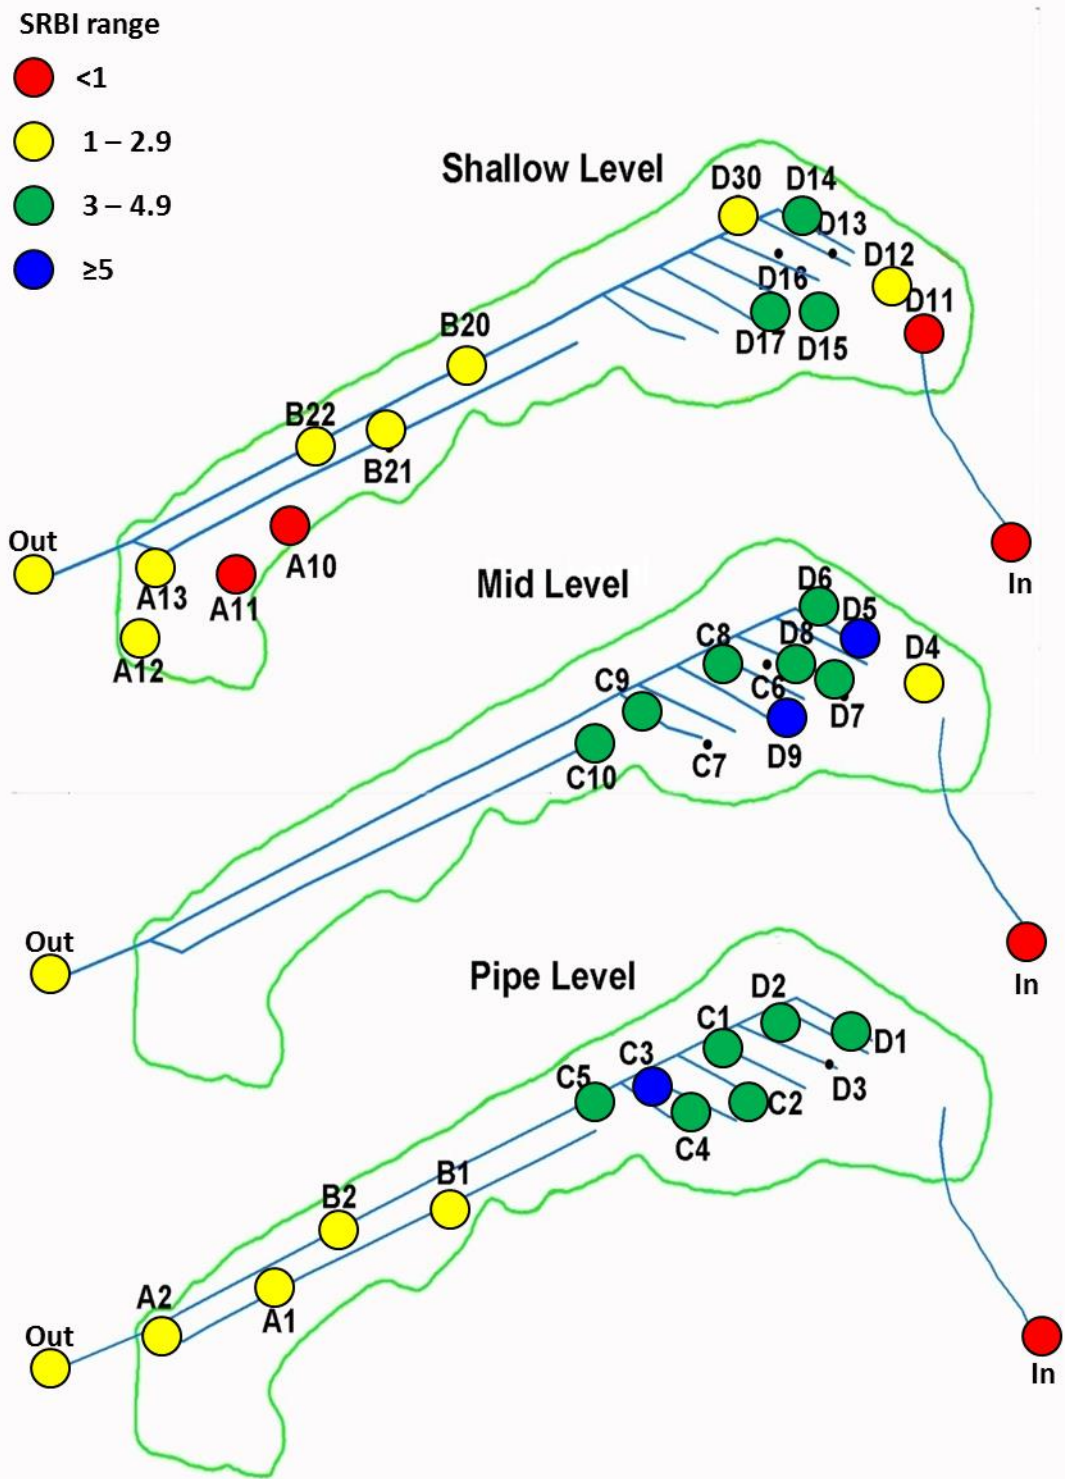 SRBI range
<1
1 – 2.9
3 – 4.9
≥5
Shallow Level
D30
D14
D13
D12
D11
D16
D17
D15
B20
B22
B21
Out
A13
A11
A10
A12
In
Mid Level
D6
D5
D4
C8
D8
C6
D7
C9
D9
C7
C10
Out
In
Pipe Level
D2
C1
D1
C3
D3
C5
C2
C4
B1
B2
A2
A1
Out
In